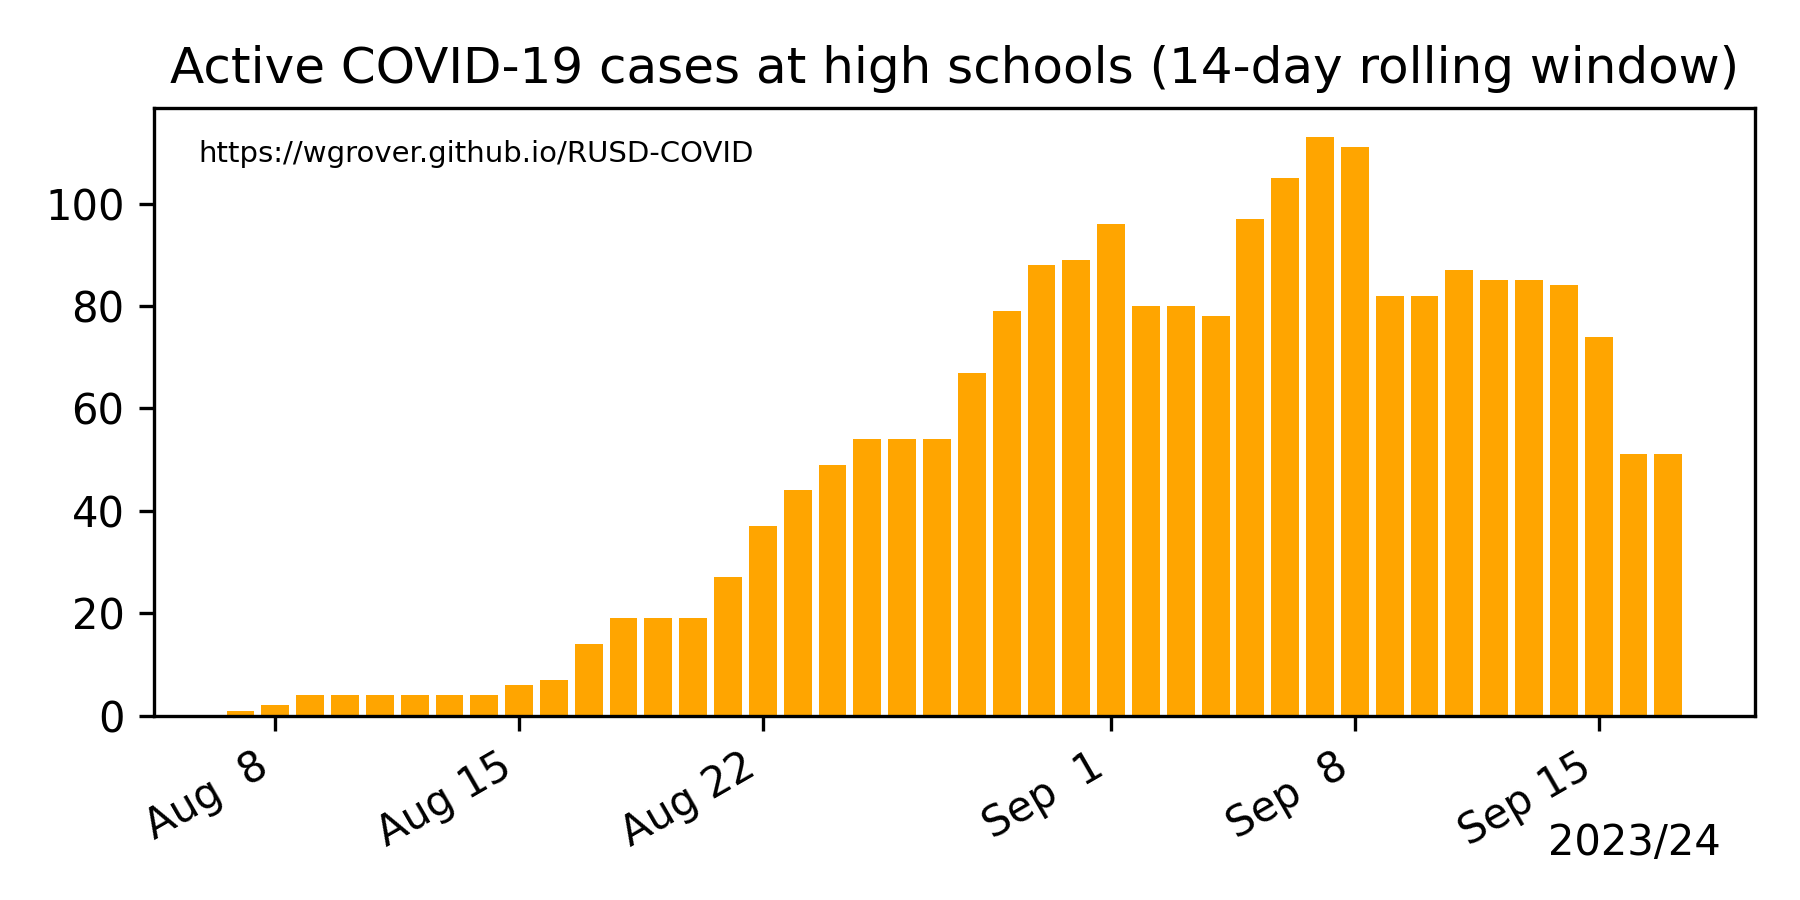 Active COVID-19 cases at high schools (14-day rolling window)
https://wgrover.github.io/RUSD-COVID
100
80
60
40
20
0
Aug 8
Aug 15
Aug 22
Sep 1
Sep 8
Sep 15
2023/24